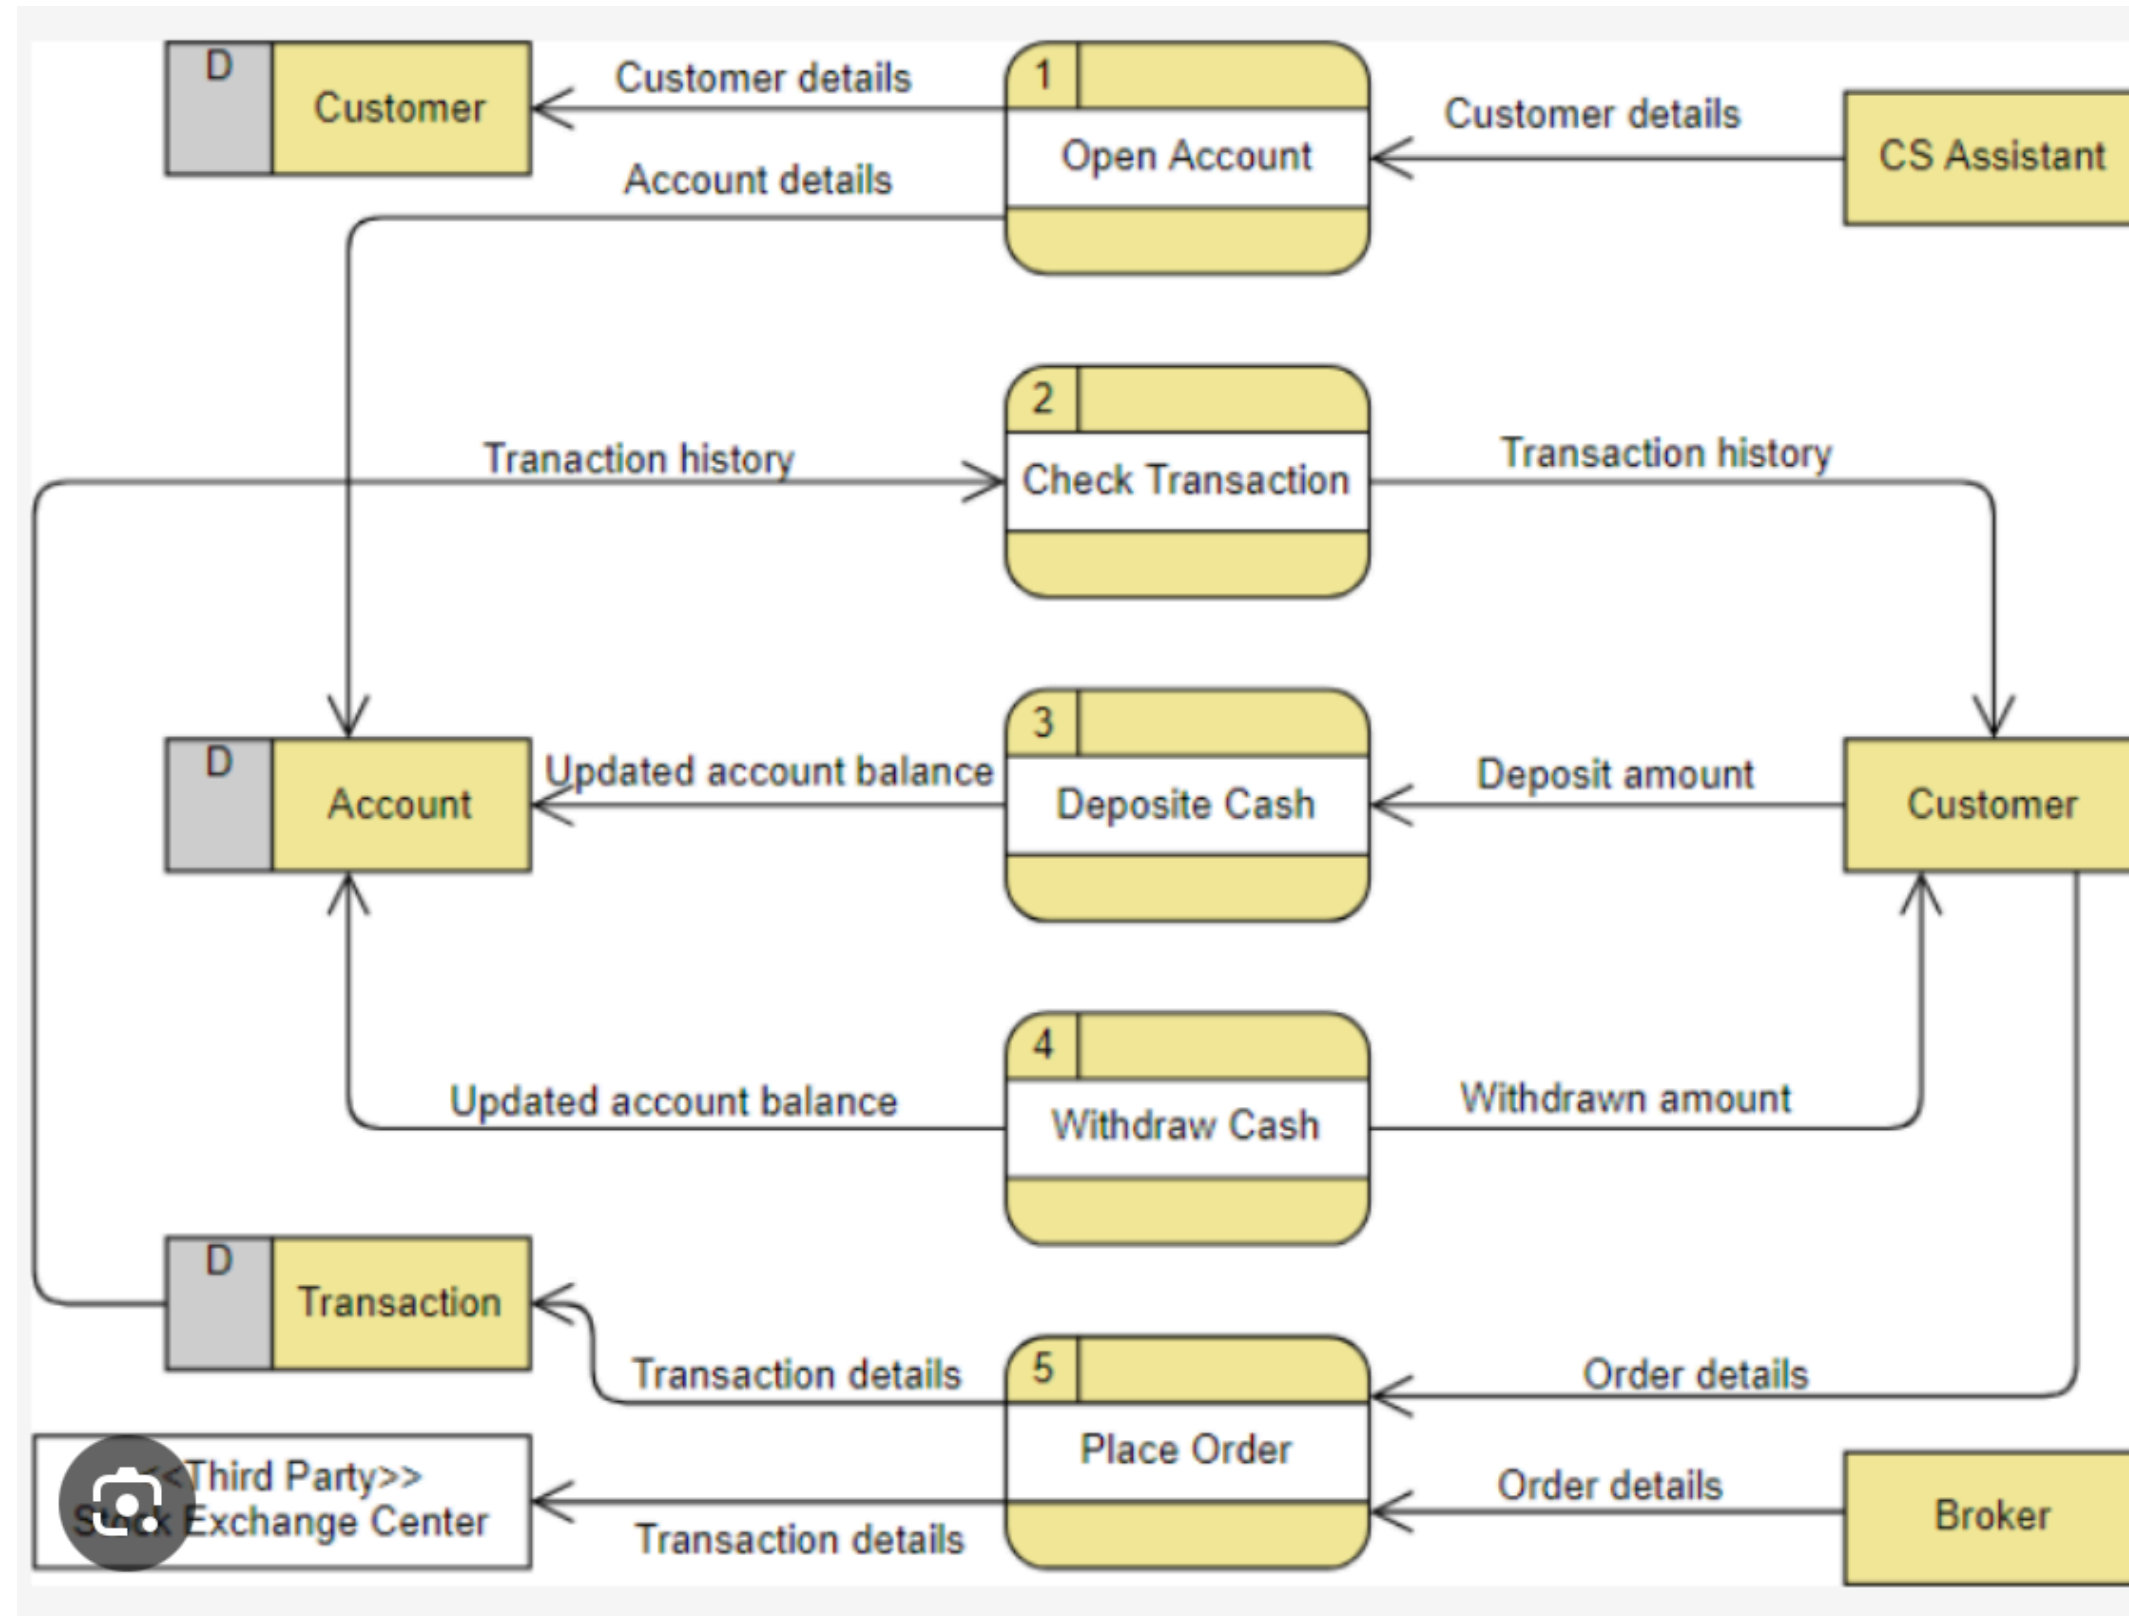 D
Customer
Customer details
1
Open Account
Customer details
CS Assistant
Account details
2
Tranaction history
Check Transaction
Transaction history
D
Account
Updated account balance
3
Deposite Cash
Deposit amount
Customer
4
Updated account balance
Withdraw Cash
Withdrawn amount
D
Transaction
Transaction details
5
Place Order
Order details
<<Third Party>>
Stock Exchange Center
Transaction details
Order details
Broker